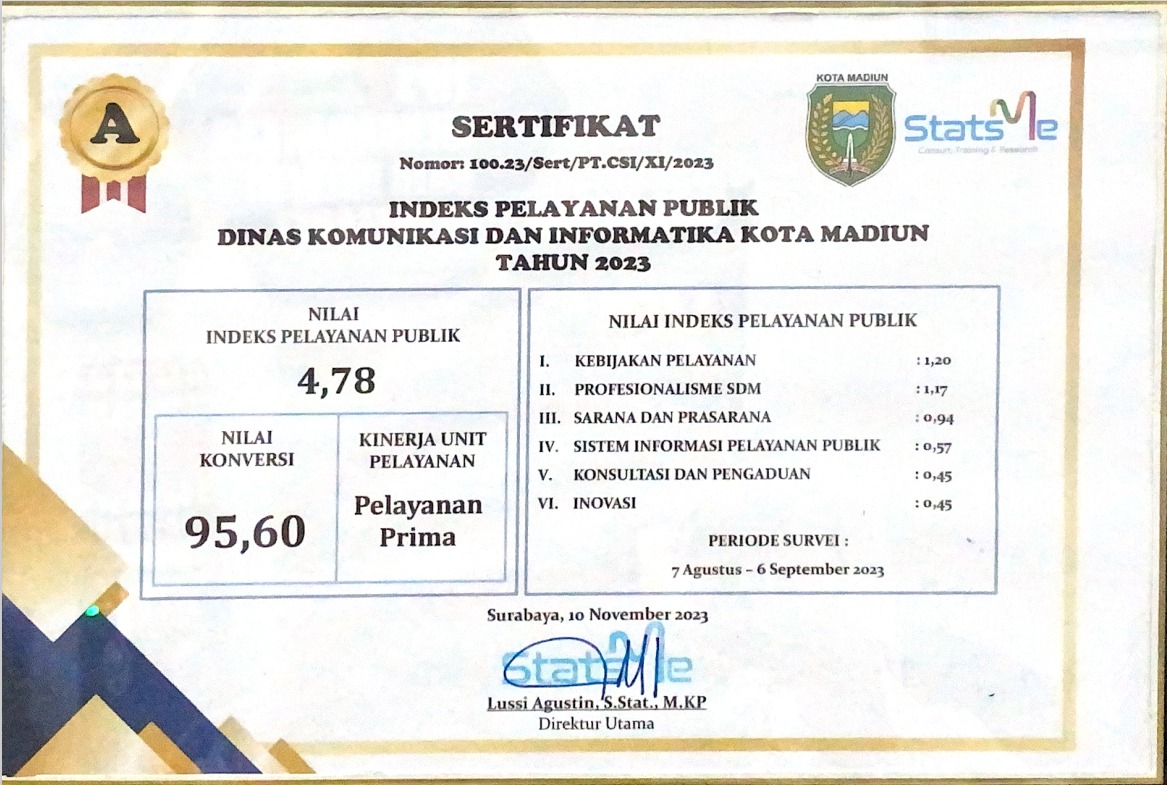 A
KOTA MADIUN
StatsMe
Consult, Training & Research
SERTIFIKAT
Nomor: 100.23/Sert/PT.CSI/XI/2023
INDEKS PELAYANAN PUBLIK
DINAS KOMUNIKASI DAN INFORMATIKA KOTA MADIUN
TAHUN 2023
NILAI
INDEKS PELAYANAN PUBLIK
4,78
NILAI
KONVERSI
95,60
KINERJA UNIT
PELAYANAN
Pelayanan
Prima
NILAI INDEKS PELAYANAN PUBLIK
I. KEBIJAKAN PELAYANAN : 1,20
II. PROFESIONALISME SDM : 1,17
III. SARANA DAN PRASARANA : 0,94
IV. SISTEM INFORMASI PELAYANAN PUBLIK : 0,57
V. KONSULTASI DAN PENGADUAN : 0,45
VI. INOVASI : 0,45
PERIODE SURVEI :
7 Agustus – 6 September 2023
Surabaya, 10 November 2023
StatsMe
Lussi Agustin, S.Stat., M.KP
Direktur Utama